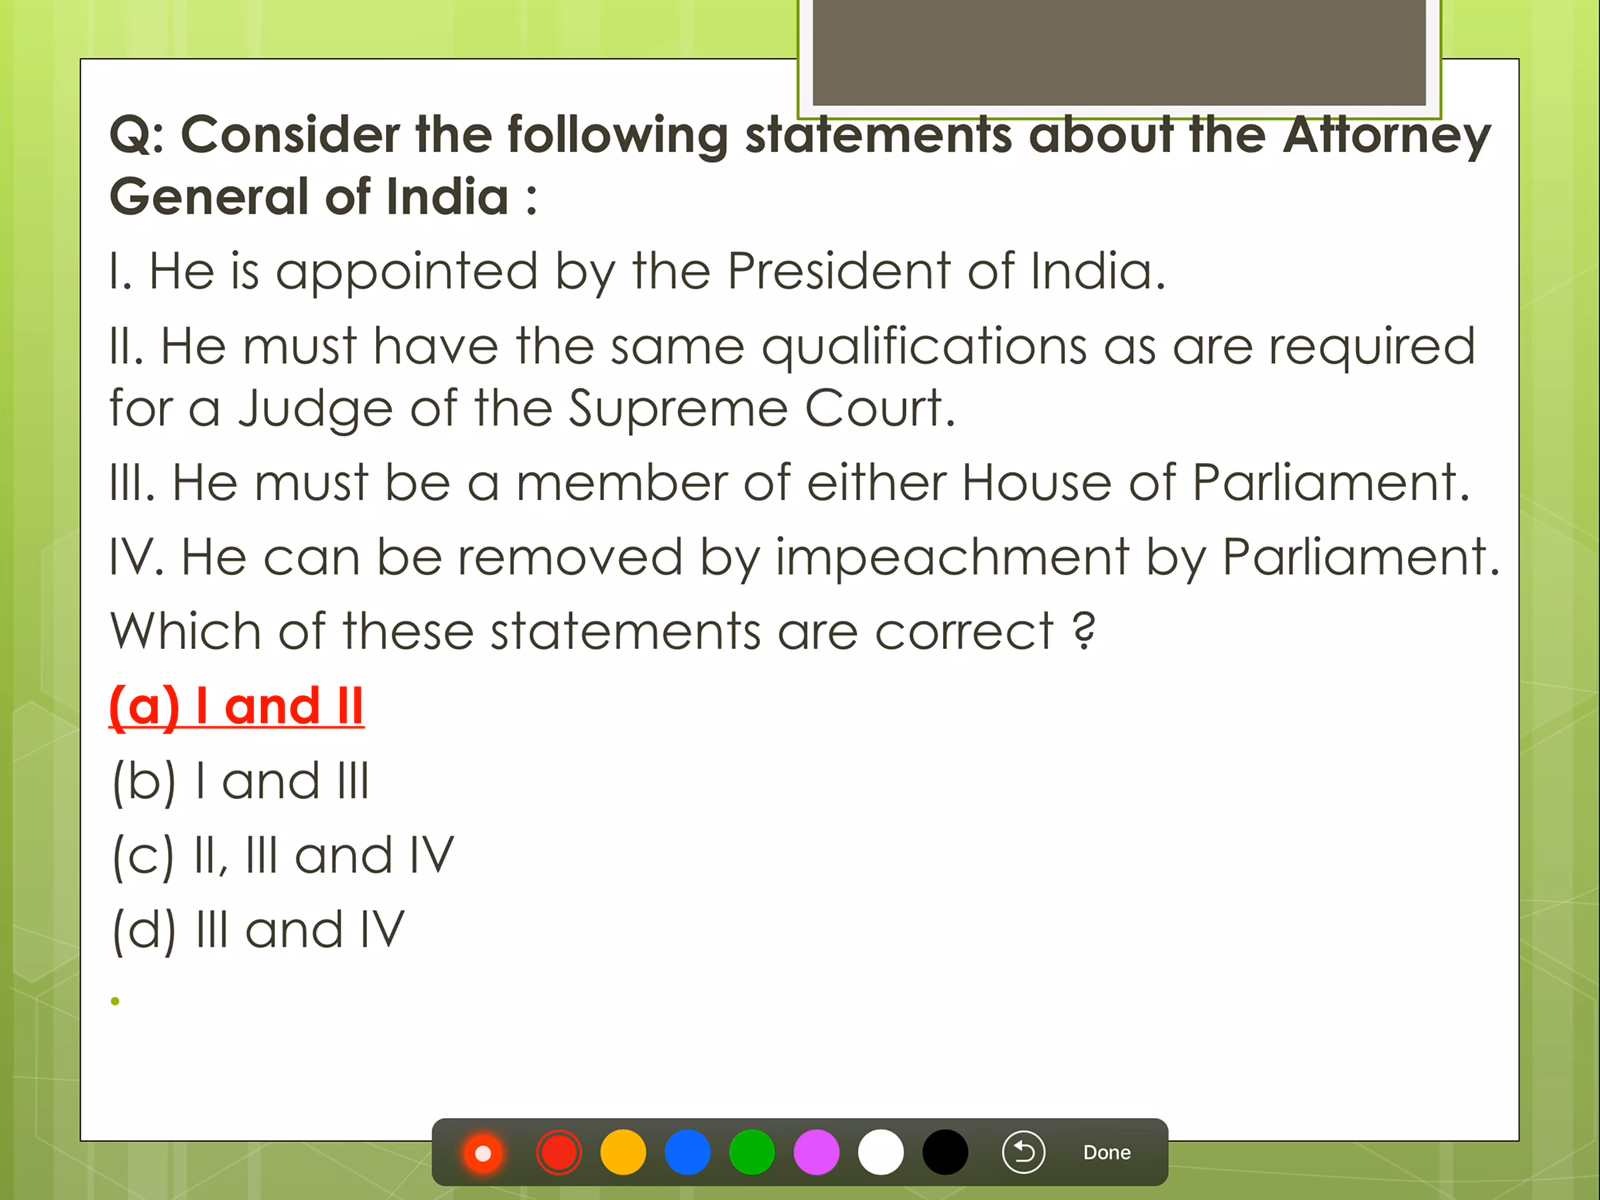 Q: Consider the following statements about the Attorney
General of India :
I. He is appointed by the President of India.
II. He must have the same qualifications as are required
for a Judge of the Supreme Court.
III. He must be a member of either House of Parliament.
IV. He can be removed by impeachment by Parliament.
Which of these statements are correct ?
(a) I and II
(b) I and III
(c) II, III and IV
(d) III and IV
Done